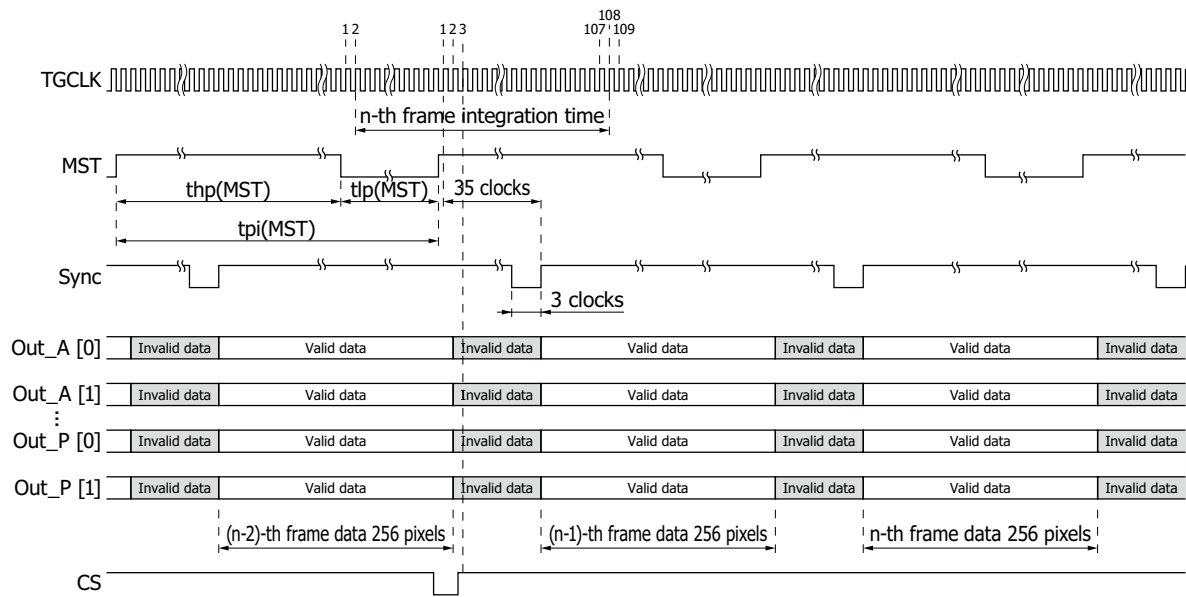 108
1 2 1 2 3 107 109
TGCLK
n-th frame integration time
MST
thp(MST) tlp(MST) 35 clocks
tpi(MST)
Sync
3 clocks
Out_A [0] Invalid data Valid data Invalid data Valid data Invalid data Valid data Invalid data
Out_A [1] Invalid data Valid data Invalid data Valid data Invalid data Valid data Invalid data
⋮
Out_P [0] Invalid data Valid data Invalid data Valid data Invalid data Valid data Invalid data
Out_P [1] Invalid data Valid data Invalid data Valid data Invalid data Valid data Invalid data
(n-2)-th frame data 256 pixels (n-1)-th frame data 256 pixels n-th frame data 256 pixels
CS